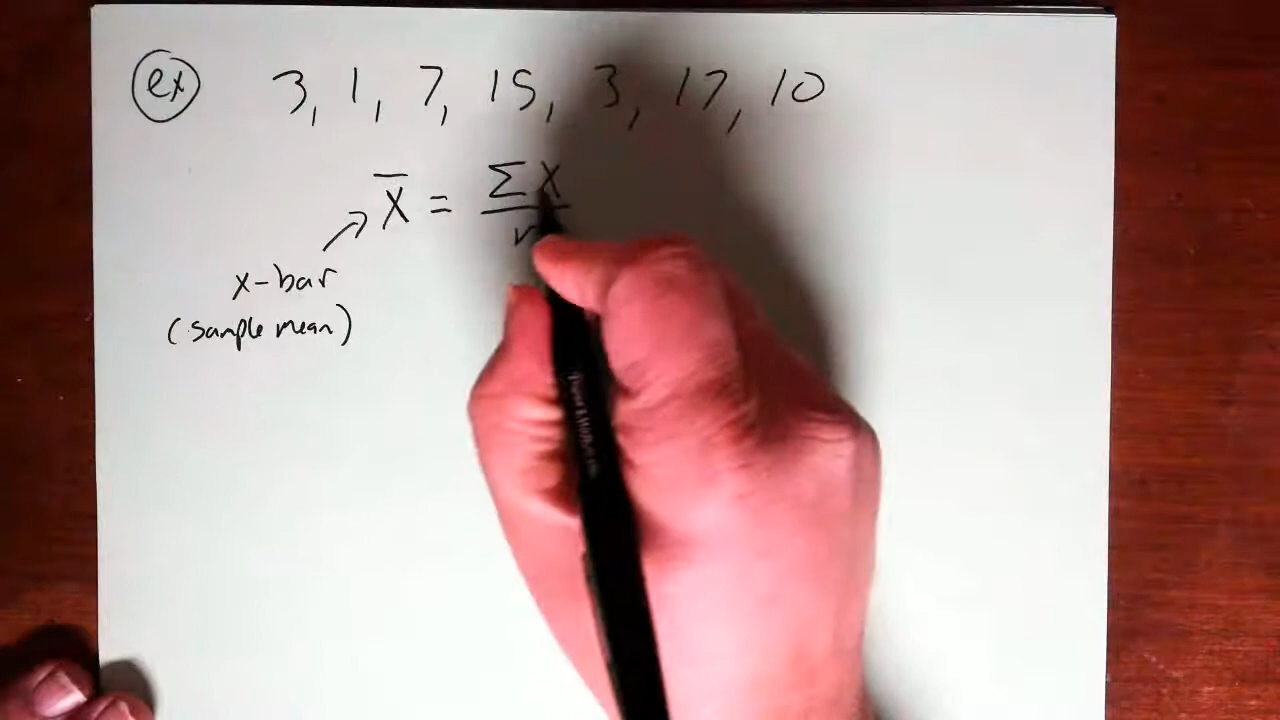 ex 3, 1, 7, 15, 3, 17, 10
x̄ = Σx
n
x-bar
(sample mean)